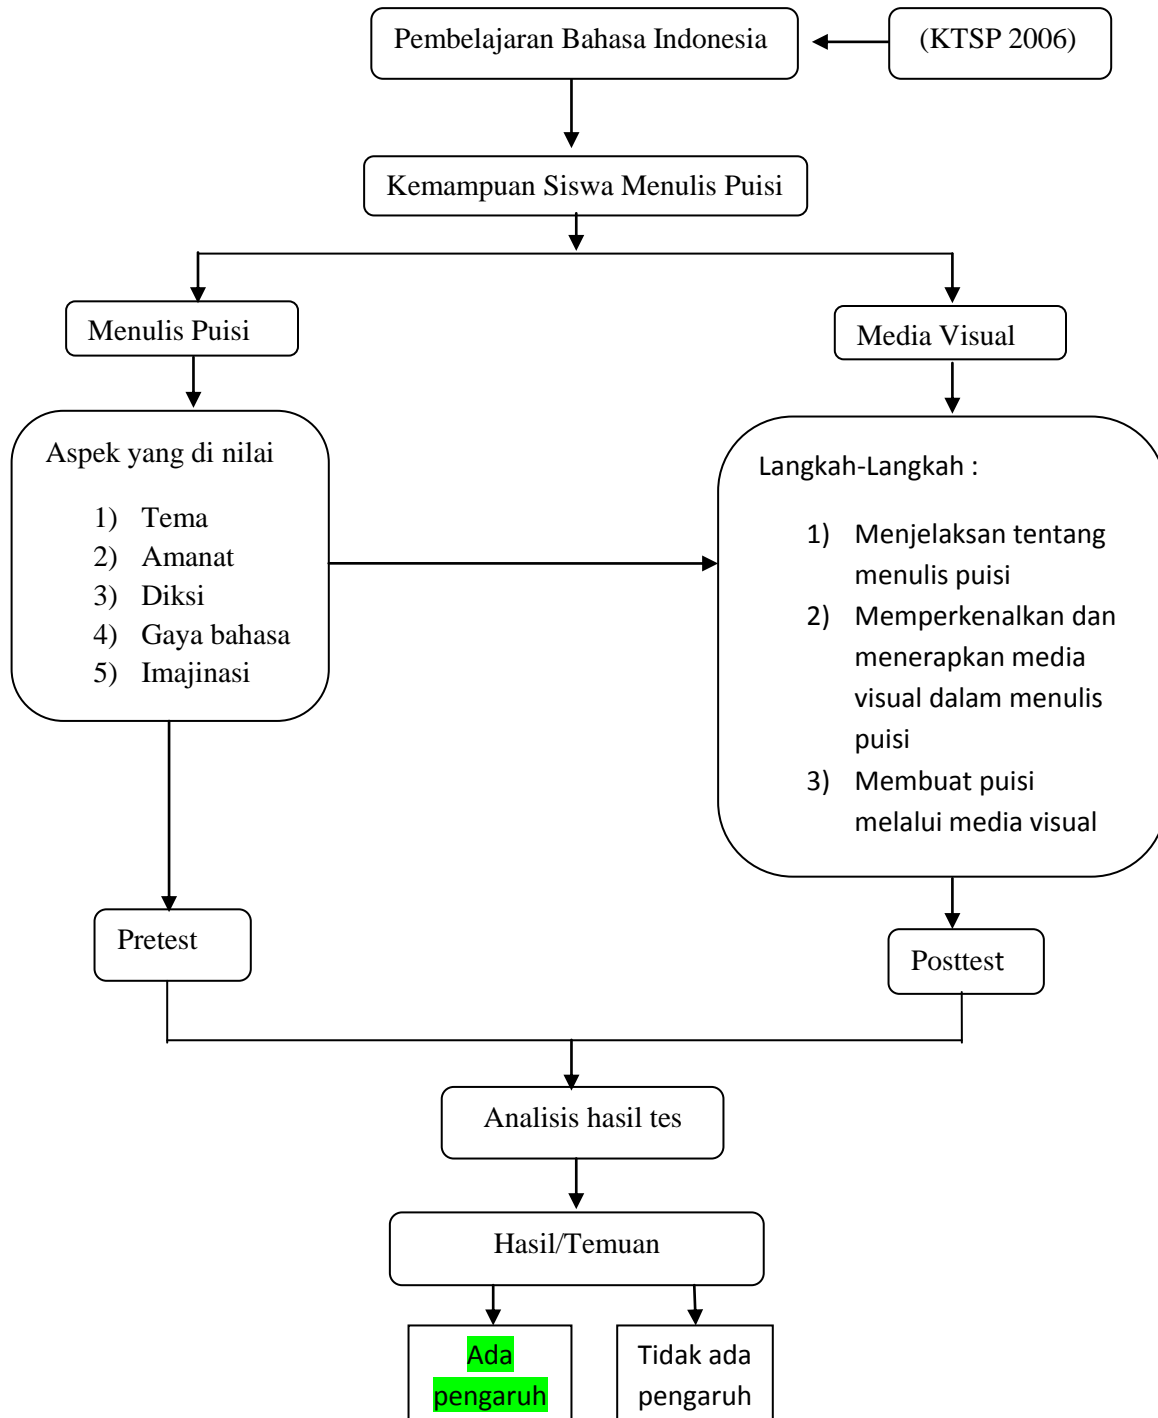 Pembelajaran Bahasa Indonesia
(KTSP 2006)
Kemampuan Siswa Menulis Puisi
Menulis Puisi
Media Visual
Aspek yang di nilai
1) Tema
2) Amanat
3) Diksi
4) Gaya bahasa
5) Imajinasi
Langkah-Langkah :
1) Menjelaksan tentang
menulis puisi
2) Memperkenalkan dan
menerapkan media
visual dalam menulis
puisi
3) Membuat puisi
melalui media visual
Pretest
Posttest
Analisis hasil tes
Hasil/Temuan
Ada
pengaruh
Tidak ada
pengaruh